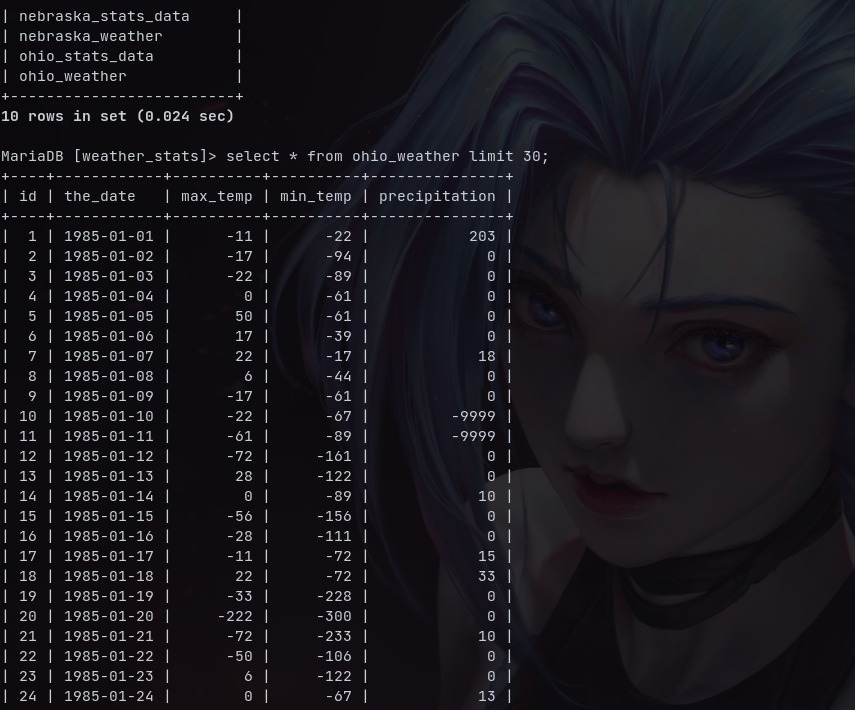 | nebraska_stats_data     |
| nebraska_weather        |
| ohio_stats_data         |
| ohio_weather            |
+-------------------------+
10 rows in set (0.024 sec)
MariaDB [weather_stats]> select * from ohio_weather limit 30;
+----+------------+----------+----------+---------------+
| id | the_date   | max_temp | min_temp | precipitation |
+----+------------+----------+----------+---------------+
|  1 | 1985-01-01 |      -11 |      -22 |           203 |
|  2 | 1985-01-02 |      -17 |      -94 |             0 |
|  3 | 1985-01-03 |      -22 |      -89 |             0 |
|  4 | 1985-01-04 |        0 |      -61 |             0 |
|  5 | 1985-01-05 |       50 |      -61 |             0 |
|  6 | 1985-01-06 |       17 |      -39 |             0 |
|  7 | 1985-01-07 |       22 |      -17 |            18 |
|  8 | 1985-01-08 |        6 |      -44 |             0 |
|  9 | 1985-01-09 |      -17 |      -61 |             0 |
| 10 | 1985-01-10 |      -22 |      -67 |         -9999 |
| 11 | 1985-01-11 |      -61 |      -89 |         -9999 |
| 12 | 1985-01-12 |      -72 |     -161 |             0 |
| 13 | 1985-01-13 |       28 |     -122 |             0 |
| 14 | 1985-01-14 |        0 |      -89 |            10 |
| 15 | 1985-01-15 |      -56 |     -156 |             0 |
| 16 | 1985-01-16 |      -28 |     -111 |             0 |
| 17 | 1985-01-17 |      -11 |      -72 |            15 |
| 18 | 1985-01-18 |       22 |      -72 |            33 |
| 19 | 1985-01-19 |      -33 |     -228 |             0 |
| 20 | 1985-01-20 |     -222 |     -300 |             0 |
| 21 | 1985-01-21 |      -72 |     -233 |            10 |
| 22 | 1985-01-22 |      -50 |     -106 |             0 |
| 23 | 1985-01-23 |        6 |     -122 |             0 |
| 24 | 1985-01-24 |        0 |      -67 |            13 |